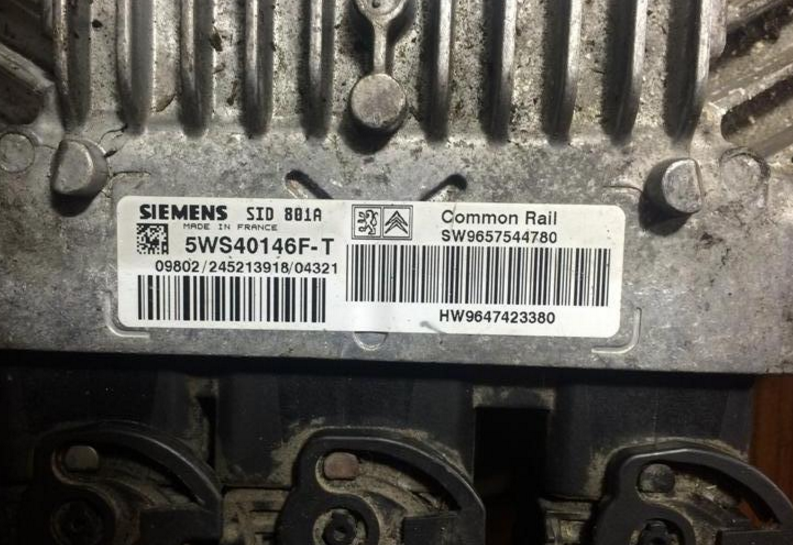 SIEMENS SID 801A
MADE IN FRANCE
5WS40146F-T
09802/245213918/04321
Common Rail
SW9657544780
HW9647423380